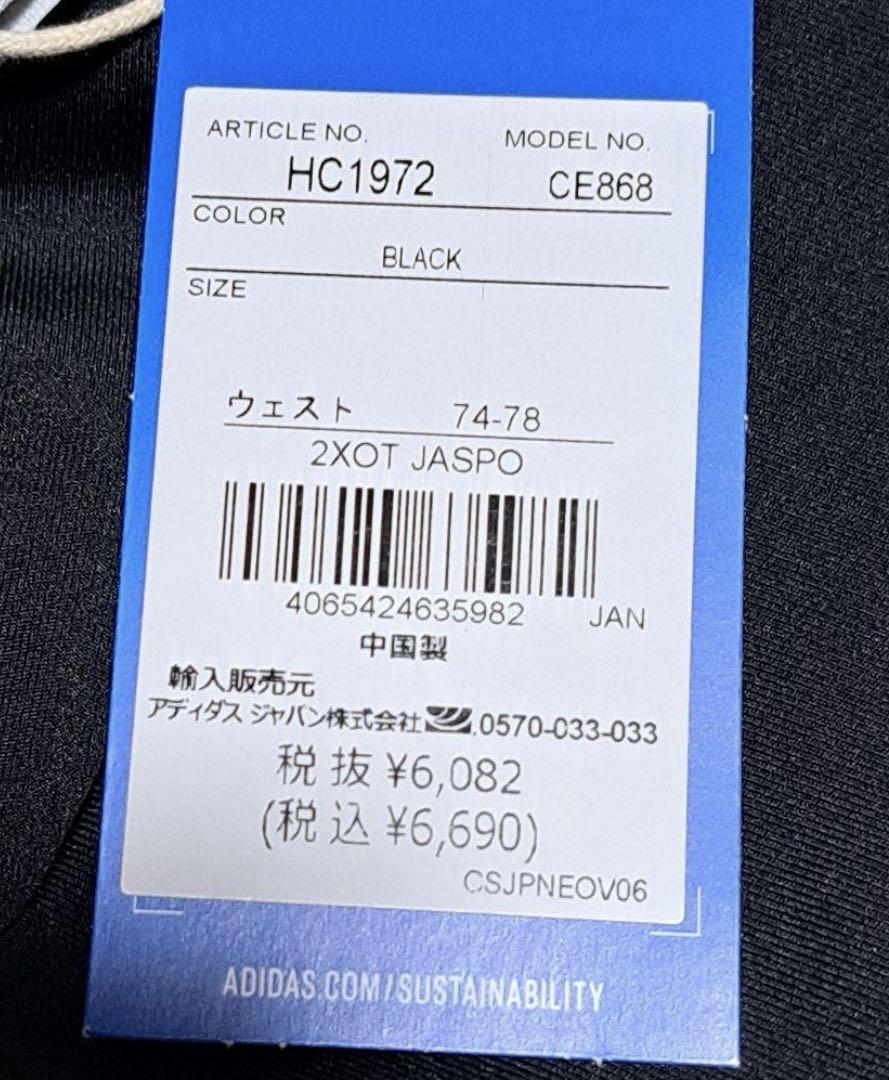 ARTICLE NO. MODEL NO.
HC1972 CE868
COLOR
BLACK
SIZE
ウェスト 74-78
2XOT JASPO
4065424635982 JAN
中国製
輸入販売元
アディダス ジャパン株式会社 .0570-033-033
税抜 ¥6,082
(税込 ¥6,690)
CSJPNEOV06
ADIDAS.COM/SUSTAINABILITY